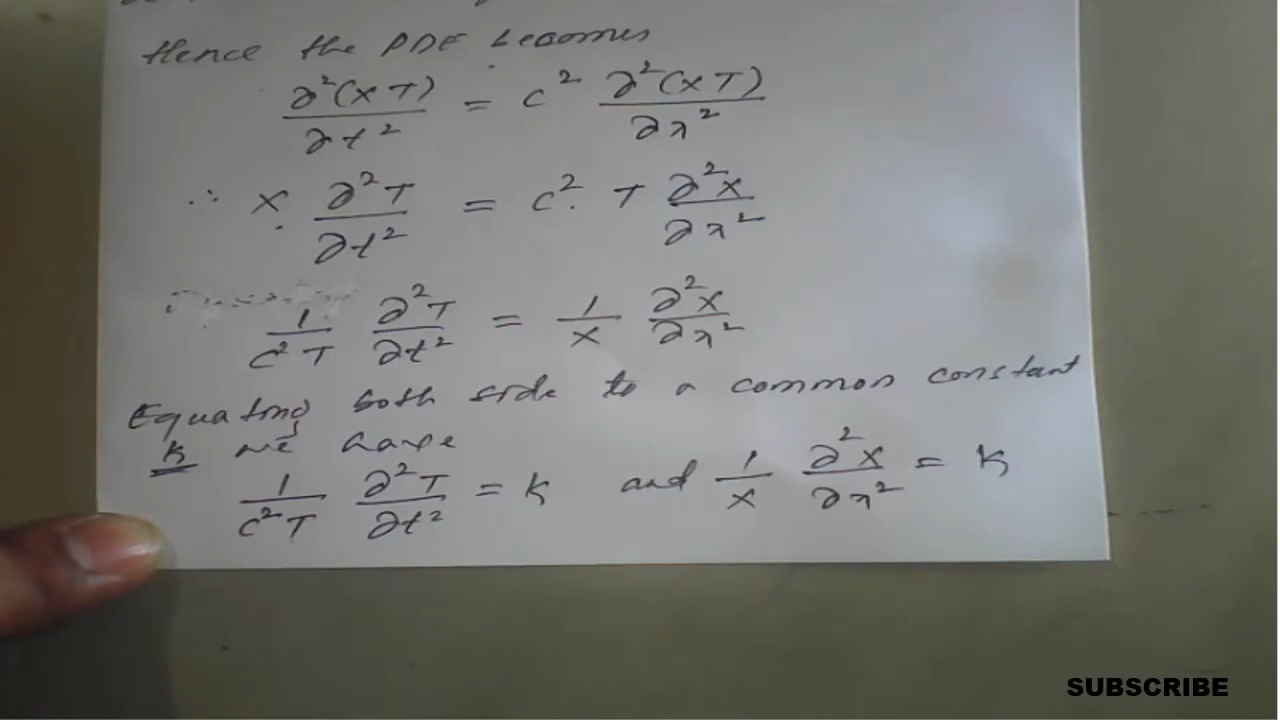 Hence the PDE becomes
∂²(XT)/∂t² = c² ∂²(XT)/∂x²
∴ X. ∂²T/∂t² = c². T ∂²X/∂x²
1/c²T ∂²T/∂t² = 1/X ∂²X/∂x²
Equating both side to a common constant
k we have
1/c²T ∂²T/∂t² = k and 1/X ∂²X/∂x² = k
SUBSCRIBE